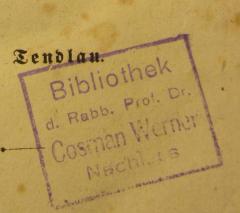 Tendlau.
Bibliothek
d. Rabb. Prof. Dr.
Cosman Werner
Nachlass